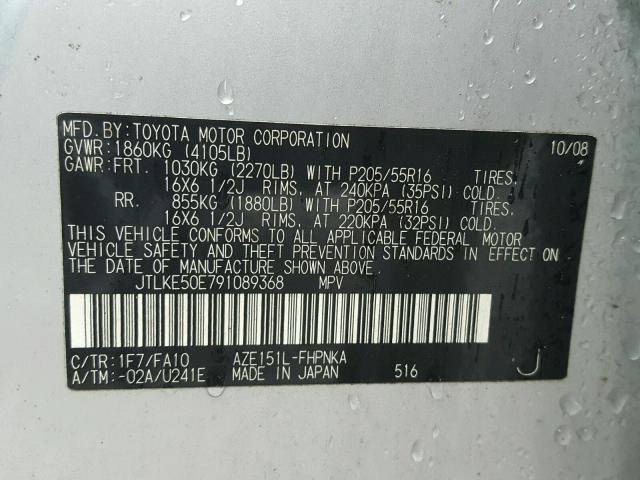 MFD. BY: TOYOTA MOTOR CORPORATION 10/08
GVWR: 1860KG (4105LB)
GAWR: FRT. 1030KG (2270LB) WITH P205/55R16 TIRES.
16X6 1/2J RIMS, AT 240KPA (35PSI) COLD.
RR. 855KG (1880LB) WITH P205/55R16 TIRES.
16X6 1/2J RIMS, AT 220KPA (32PSI) COLD.
THIS VEHICLE CONFORMS TO ALL APPLICABLE FEDERAL MOTOR
VEHICLE SAFETY AND THEFT PREVENTION STANDARDS IN EFFECT ON
THE DATE OF MANUFACTURE SHOWN ABOVE.
JTLKE50E791089368 MPV
C/TR: 1F7/FA10 AZE151L-FHPNKA
A/TM: -02A/U241E MADE IN JAPAN 516 J